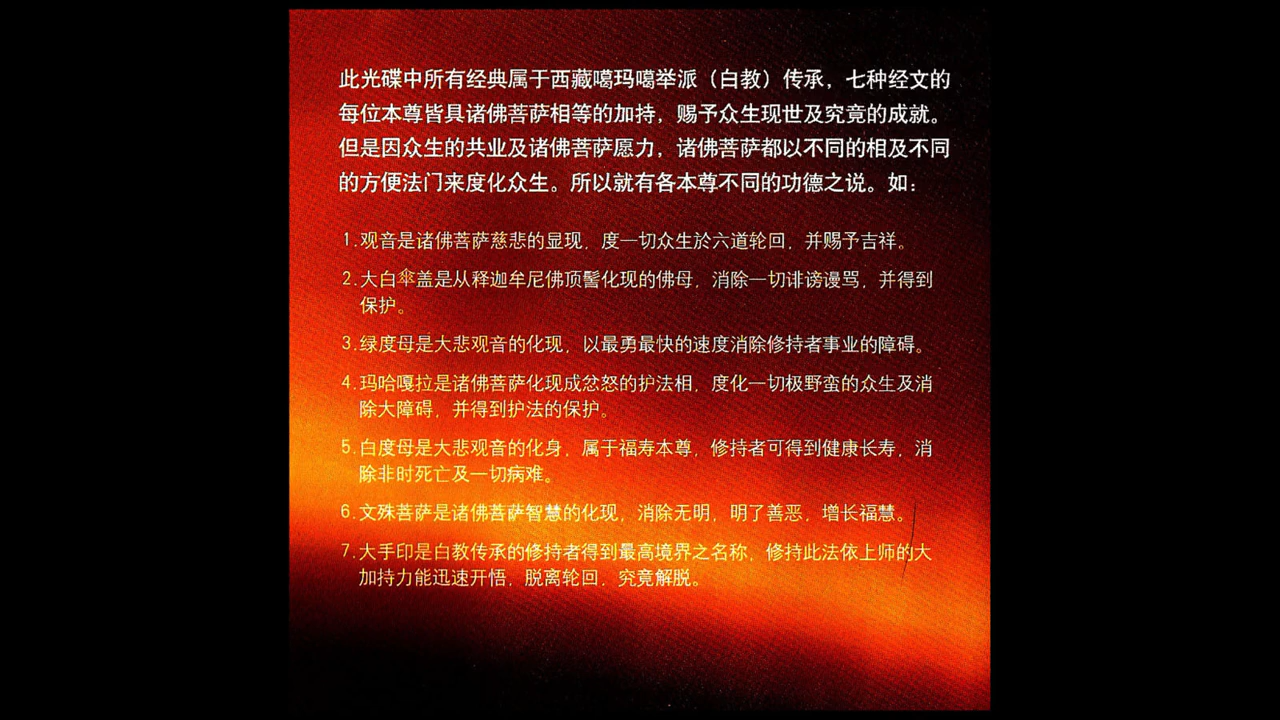 此光碟中所有经典属于西藏噶玛噶举派（白教）传承，七种经文的
每位本尊皆具诸佛菩萨相等的加持，赐予众生现世及究竟的成就。
但是因众生的共业及诸佛菩萨愿力，诸佛菩萨都以不同的相及不同
的方便法门来度化众生。所以就有各本尊不同的功德之说。如：
1.观音是诸佛菩萨慈悲的显现，度一切众生於六道轮回，并赐予吉祥。
2.大白伞盖是从释迦牟尼佛顶髻化现的佛母，消除一切诽谤谩骂，并得到
保护。
3.绿度母是大悲观音的化现，以最勇最快的速度消除修持者事业的障碍。
4.玛哈嘎拉是诸佛菩萨化现成忿怒的护法相，度化一切极野蛮的众生及消
除大障碍，并得到护法的保护。
5.白度母是大悲观音的化身，属于福寿本尊，修持者可得到健康长寿，消
除非时死亡及一切病难。
6.文殊菩萨是诸佛菩萨智慧的化现，消除无明，明了善恶，增长福慧。
7.大手印是白教传承的修持者得到最高境界之名称，修持此法依上师的大
加持力能迅速开悟，脱离轮回，究竟解脱。